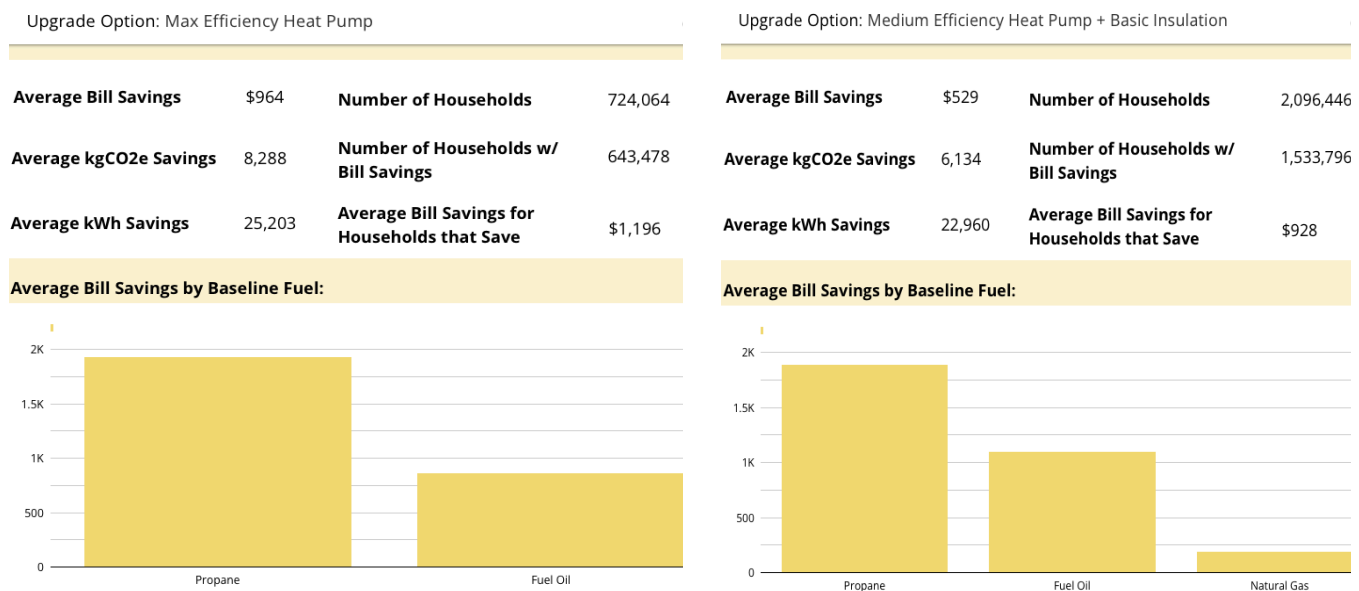 Upgrade Option: Max Efficiency Heat Pump
Average Bill Savings $964 Number of Households 724,064
Average kgCO2e Savings 8,288 Number of Households w/
Bill Savings 643,478
Average kWh Savings 25,203 Average Bill Savings for
Households that Save $1,196
Average Bill Savings by Baseline Fuel:
2K
1.5K
1K
500
0
Propane Fuel Oil
Upgrade Option: Medium Efficiency Heat Pump + Basic Insulation
Average Bill Savings $529 Number of Households 2,096,446
Average kgCO2e Savings 6,134 Number of Households w/
Bill Savings 1,533,796
Average kWh Savings 22,960 Average Bill Savings for
Households that Save $928
Average Bill Savings by Baseline Fuel:
2K
1.5K
1K
500
0
Propane Fuel Oil Natural Gas